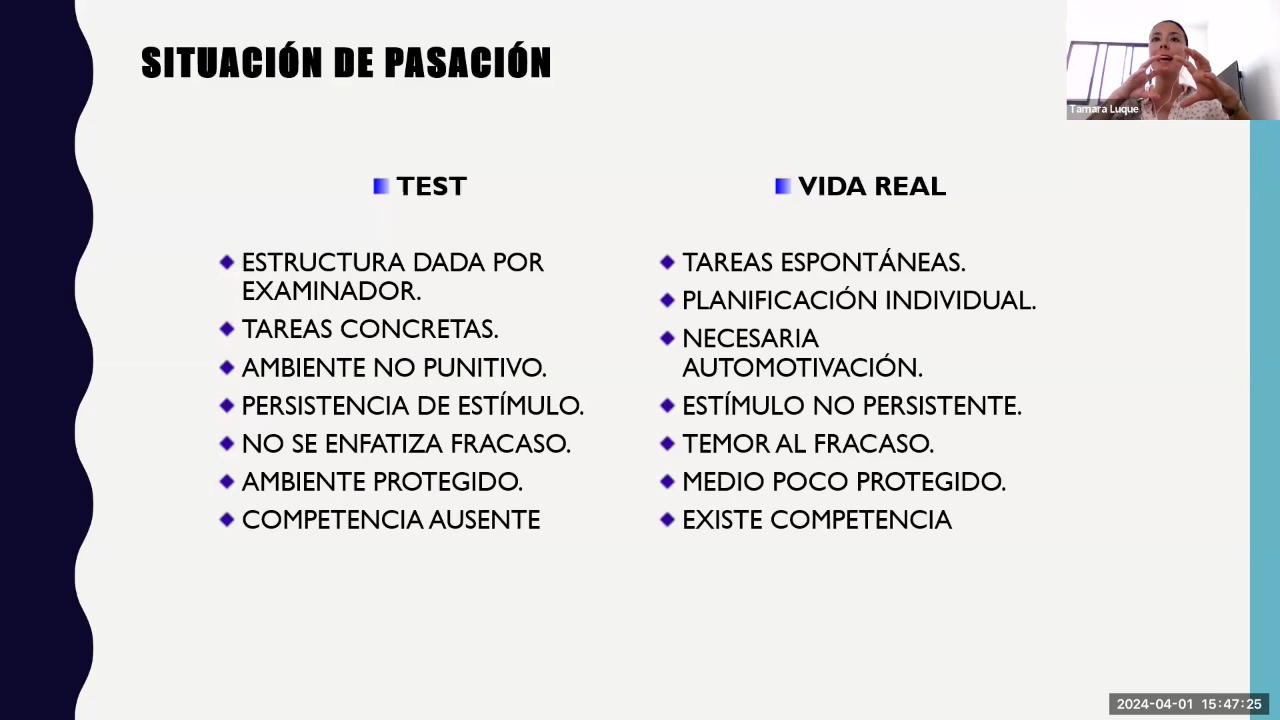 SITUACIÓN DE PASACIÓN
Tamara Luque
TEST
ESTRUCTURA DADA POR
EXAMINADOR.
TAREAS CONCRETAS.
AMBIENTE NO PUNITIVO.
PERSISTENCIA DE ESTÍMULO.
NO SE ENFATIZA FRACASO.
AMBIENTE PROTEGIDO.
COMPETENCIA AUSENTE
VIDA REAL
TAREAS ESPONTÁNEAS.
PLANIFICACIÓN INDIVIDUAL.
NECESARIA
AUTOMOTIVACIÓN.
ESTÍMULO NO PERSISTENTE.
TEMOR AL FRACASO.
MEDIO POCO PROTEGIDO.
EXISTE COMPETENCIA
2024-04-01 15:47:25